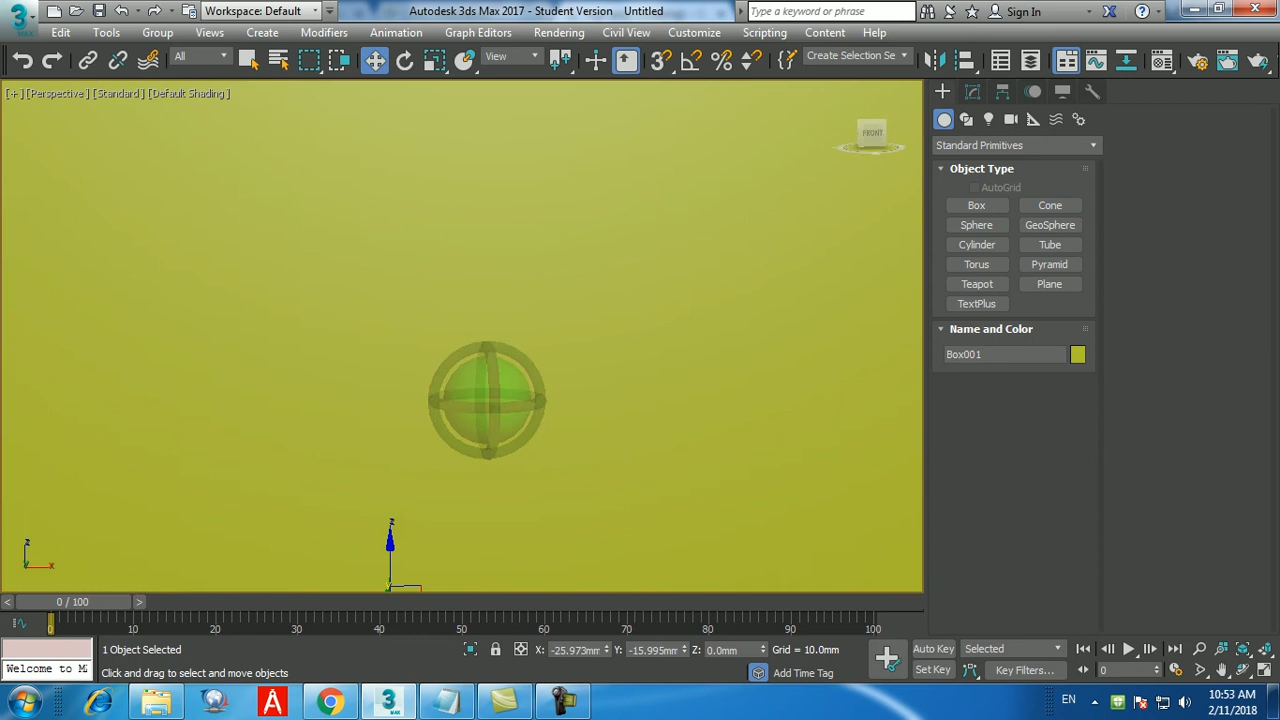 Workspace: Default
Autodesk 3ds Max 2017 - Student Version    Untitled
Type a keyword or phrase
Sign In
3
MAX
Edit Tools Group Views Create Modifiers Animation Graph Editors Rendering Civil View Customize Scripting Content Help
All
View
Create Selection Se
[+] [Perspective] [Standard] [Default Shading]
FRONT
Standard Primitives
Object Type
AutoGrid
Box Cone
Sphere GeoSphere
Cylinder Tube
Torus Pyramid
Teapot Plane
TextPlus
Name and Color
Box001
z
z
x
0 / 100
0 10 20 30 40 50 60 70 80 90 100
1 Object Selected
X: -25.973mm Y: -15.995mm Z: 0.0mm Grid = 10.0mm
Auto Key Selected
Welcome to M
Click and drag to select and move objects
Add Time Tag
Set Key Key Filters...
0
EN
10:53 AM
2/11/2018